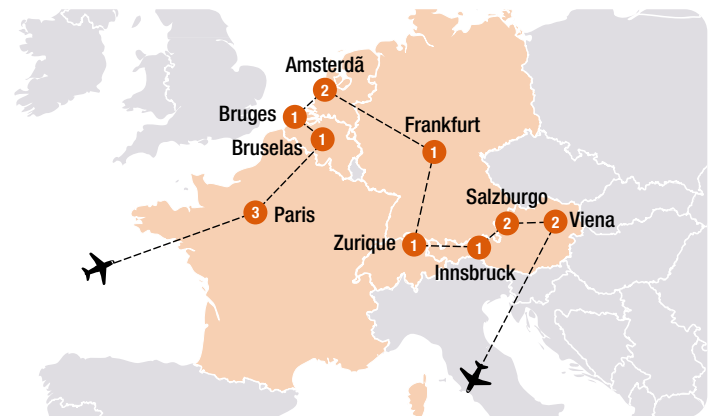 Amsterdã
2
Bruges
1
Bruselas
1
Frankfurt
1
Salzburgo
2
2
Viena
3
Paris
Zurique
1
1
Innsbruck